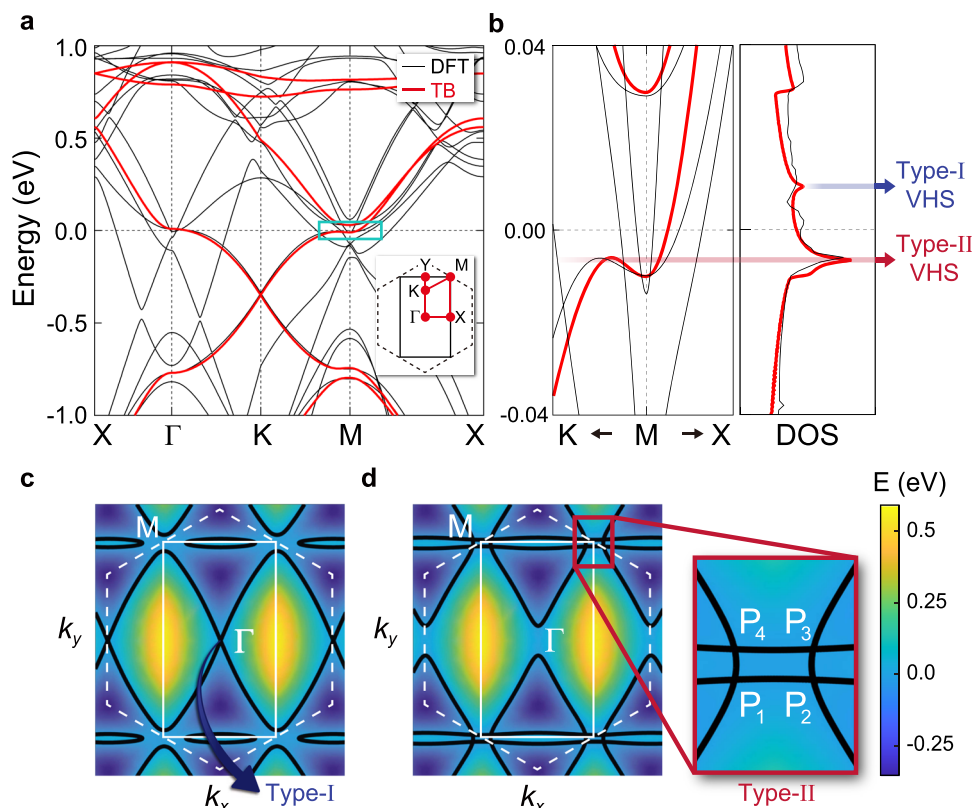 a
b
1.0
0.5
0.0
-0.5
-1.0
Energy (eV)
DFT
TB
Y
M
K
Γ
X
X
Γ
K
M
X
0.04
0.00
-0.04
K
M
X
DOS
Type-I
VHS
Type-II
VHS
c
d
M
Γ
k_y
k_x
Type-I
M
Γ
k_y
k_x
P₄ P₃
P₁ P₂
Type-II
E (eV)
0.5
0.25
0.0
-0.25